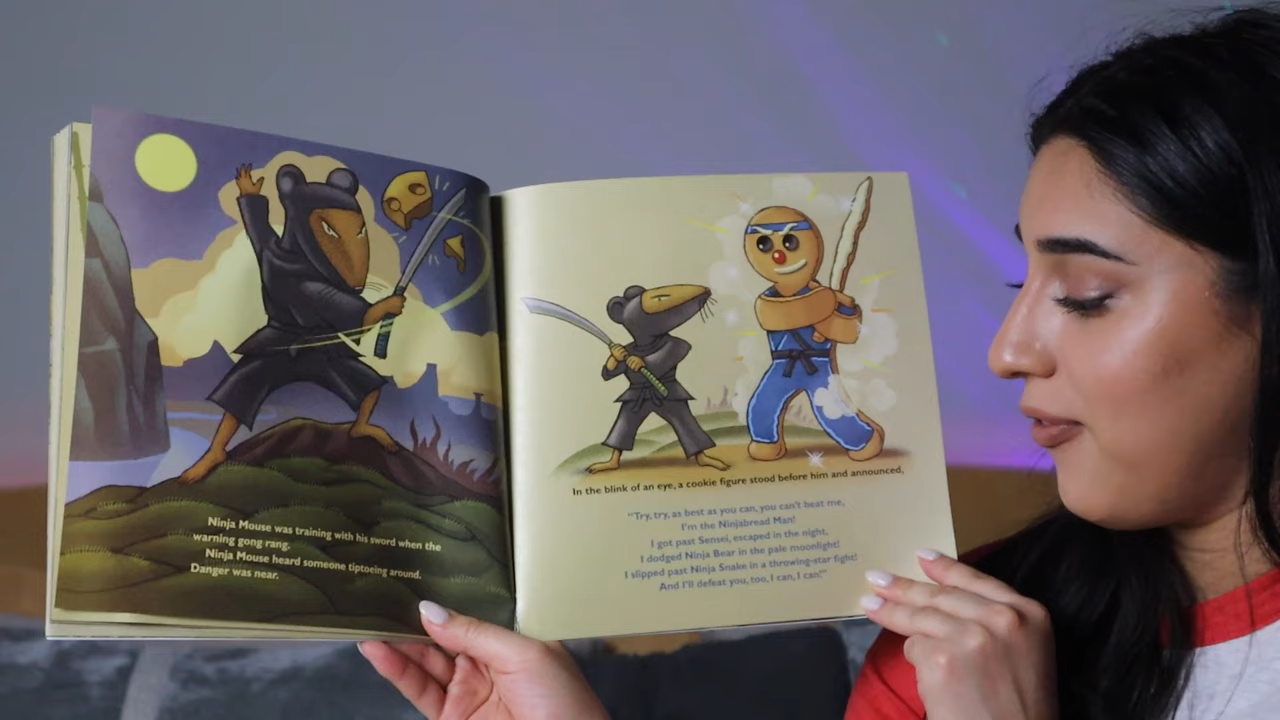 Ninja Mouse was training with his sword when the
warning gong rang.
Ninja Mouse heard someone tiptoeing around.
Danger was near.
In the blink of an eye, a cookie figure stood before him and announced,
"Try, try, as best as you can, you can't beat me,
I'm the Ninjabread Man!
I got past Sensei, escaped in the night,
I dodged Ninja Bear in the pale moonlight!
I slipped past Ninja Snake in a throwing-star fight!
And I'll defeat you, too, I can, I can."